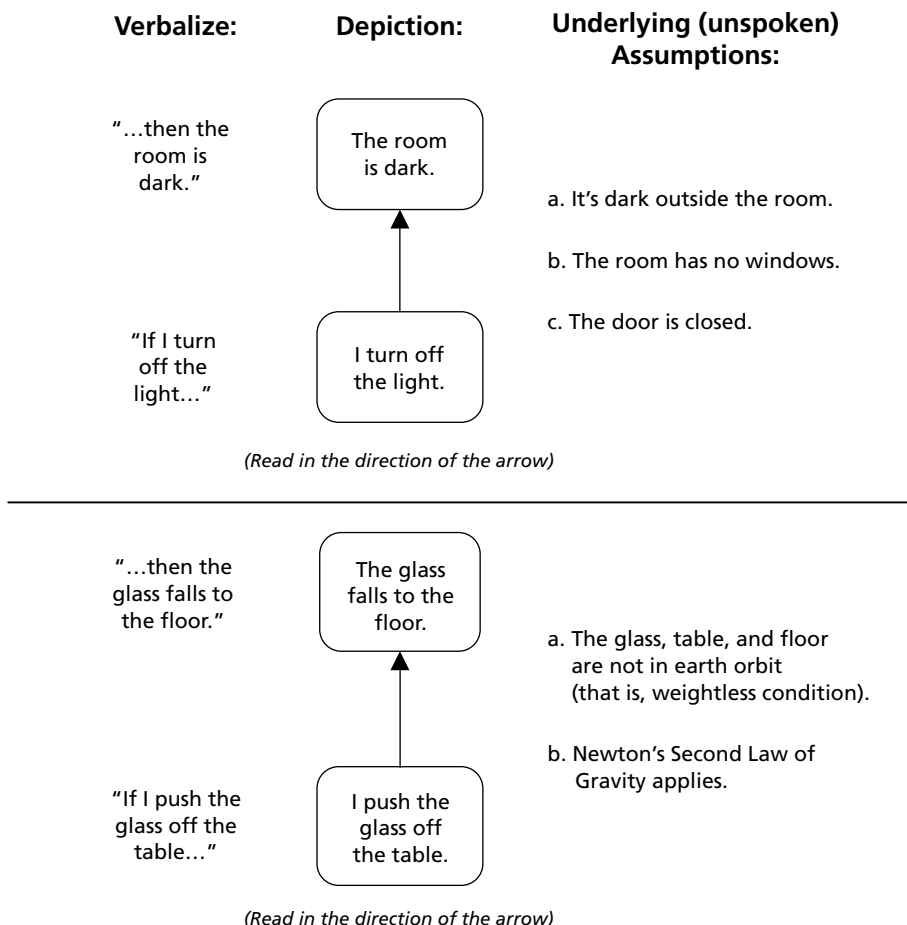 Verbalize:
Depiction:
Underlying (unspoken)
Assumptions:
“…then the
room is
dark.”
The room
is dark.
a. It's dark outside the room.
b. The room has no windows.
c. The door is closed.
“If I turn
off the
light…”
I turn off
the light.
(Read in the direction of the arrow)
“…then the
glass falls to
the floor.”
The glass
falls to the
floor.
a. The glass, table, and floor
are not in earth orbit
(that is, weightless condition).
b. Newton's Second Law of
Gravity applies.
“If I push the
glass off the
table…”
I push the
glass off
the table.
(Read in the direction of the arrow)